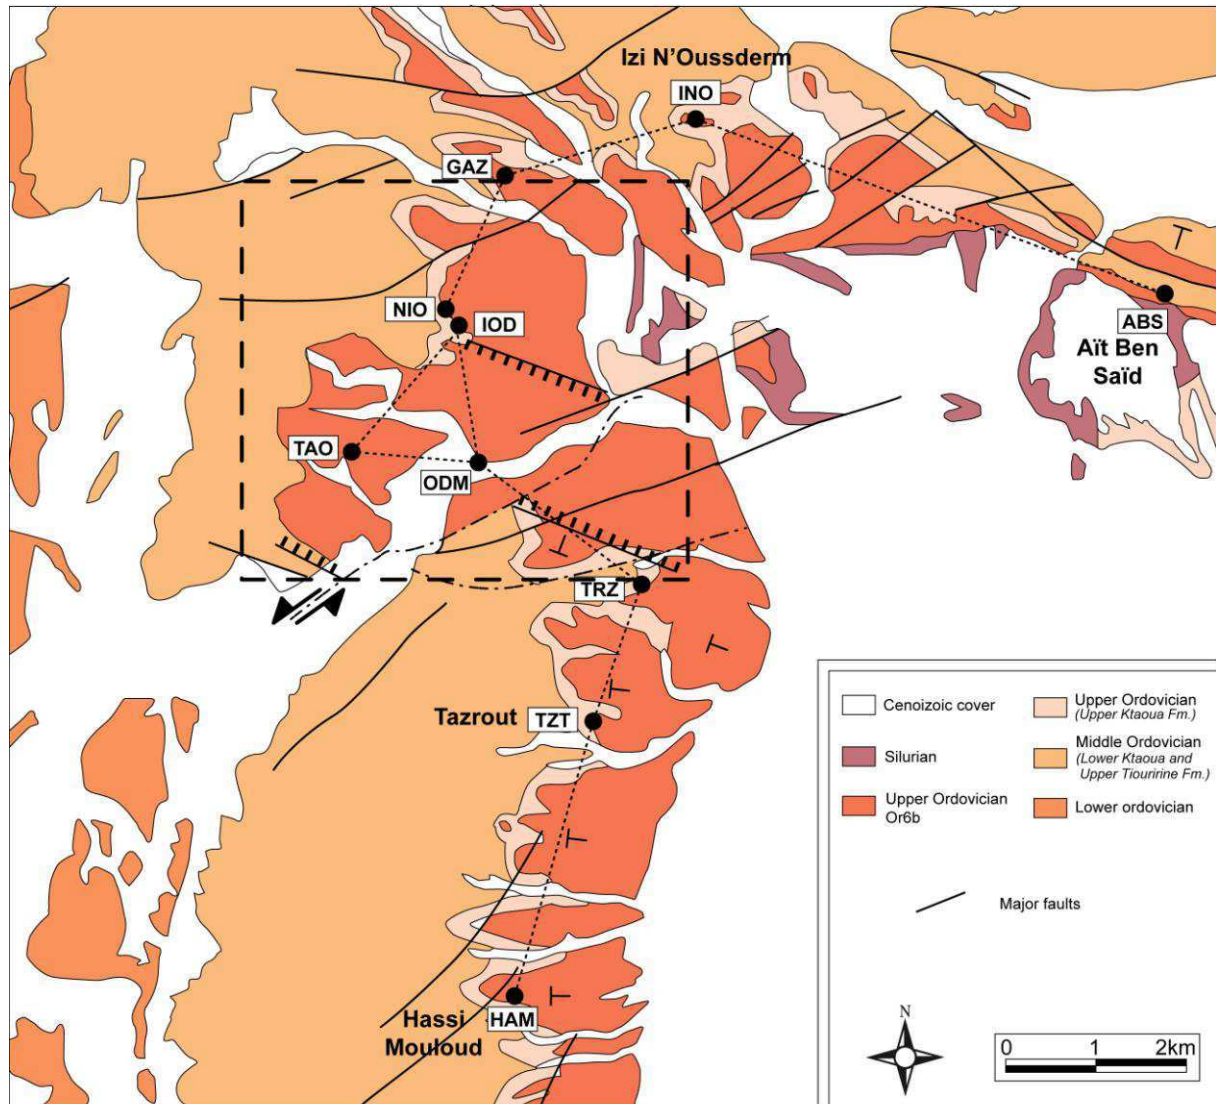 Izi N’Oussderm
INO
GAZ
NIO
IOD
ABS
Aït Ben
Saïd
TAO
ODM
TRZ
Tazrout
TZT
Hassi
Mouloud
HAM
Cenoizoic cover
Silurian
Upper Ordovician
Or6b
Upper Ordovician
(Upper Ktaoua Fm.)
Middle Ordovician
(Lower Ktaoua and
Upper Tiouririne Fm.)
Lower ordovician
Major faults
N
0 1 2km